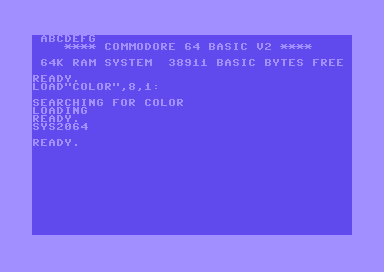 ABCDEFG
**** COMMODORE 64 BASIC V2 ****
64K RAM SYSTEM  38911 BASIC BYTES FREE
READY.
LOAD"COLOR",8,1:
SEARCHING FOR COLOR
LOADING
READY.
SYS2064
READY.